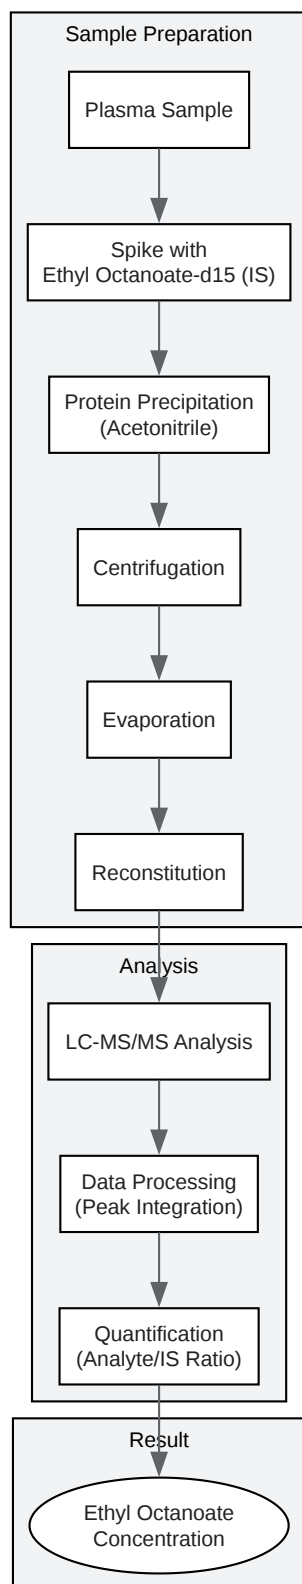 Sample Preparation
Plasma Sample
Spike with
Ethyl Octanoate-d15 (IS)
Protein Precipitation
(Acetonitrile)
Centrifugation
Evaporation
Reconstitution
Analysis
LC-MS/MS Analysis
Data Processing
(Peak Integration)
Quantification
(Analyte/IS Ratio)
Result
Ethyl Octanoate
Concentration